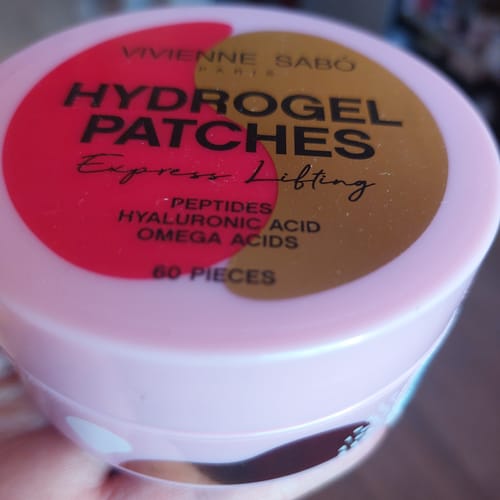 VIVIENNE SABÓ
PARIS
HYDROGEL
PATCHES
Express Lifting
PEPTIDES
HYALURONIC ACID
OMEGA ACIDS
60 PIECES